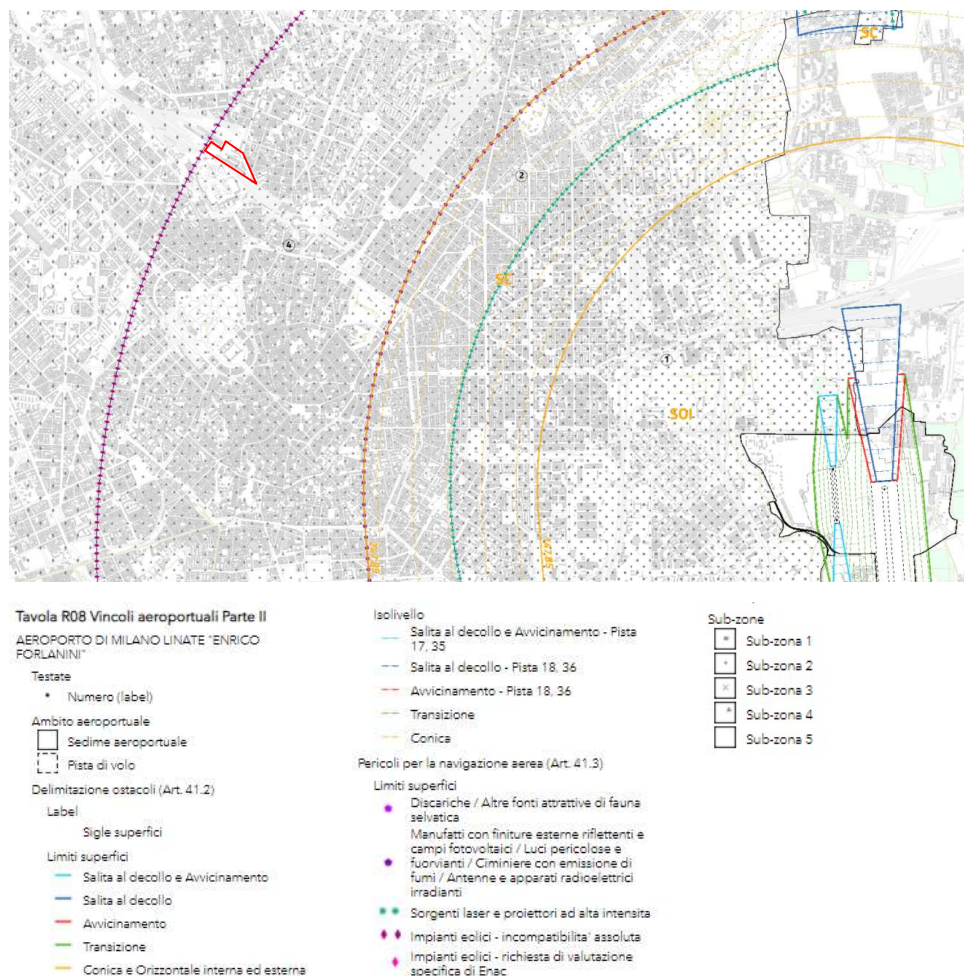 SC
2
4
SC
1
SOI
Tavola R08 Vincoli aeroportuali Parte II
AEROPORTO DI MILANO LINATE "ENRICO
FORLANINI"
Testate
Numero (label)
Ambito aeroportuale
Sedime aeroportuale
Pista di volo
Delimitazione ostacoli (Art. 41.2)
Label
Sigle superfici
Limiti superfici
Salita al decollo e Avvicinamento
Salita al decollo
Avvicinamento
Transizione
Conica e Orizzontale interna ed esterna
Isolivello
Salita al decollo e Avvicinamento - Pista
17, 35
Salita al decollo - Pista 18, 36
Avvicinamento - Pista 18, 36
Transizione
Conica
Pericoli per la navigazione aerea (Art. 41.3)
Limiti superfici
Discariche / Altre fonti attrattive di fauna
selvatica
Manufatti con finiture esterne riflettenti e
campi fotovoltaici / Luci pericolose e
fuorvianti / Ciminiere con emissione di
fumi / Antenne e apparati radioelettrici
irradianti
Sorgenti laser e proiettori ad alta intensita
Impianti eolici - incompatibilita' assoluta
Impianti eolici - richiesta di valutazione
specifica di Enac
Sub-zone
Sub-zona 1
Sub-zona 2
Sub-zona 3
Sub-zona 4
Sub-zona 5